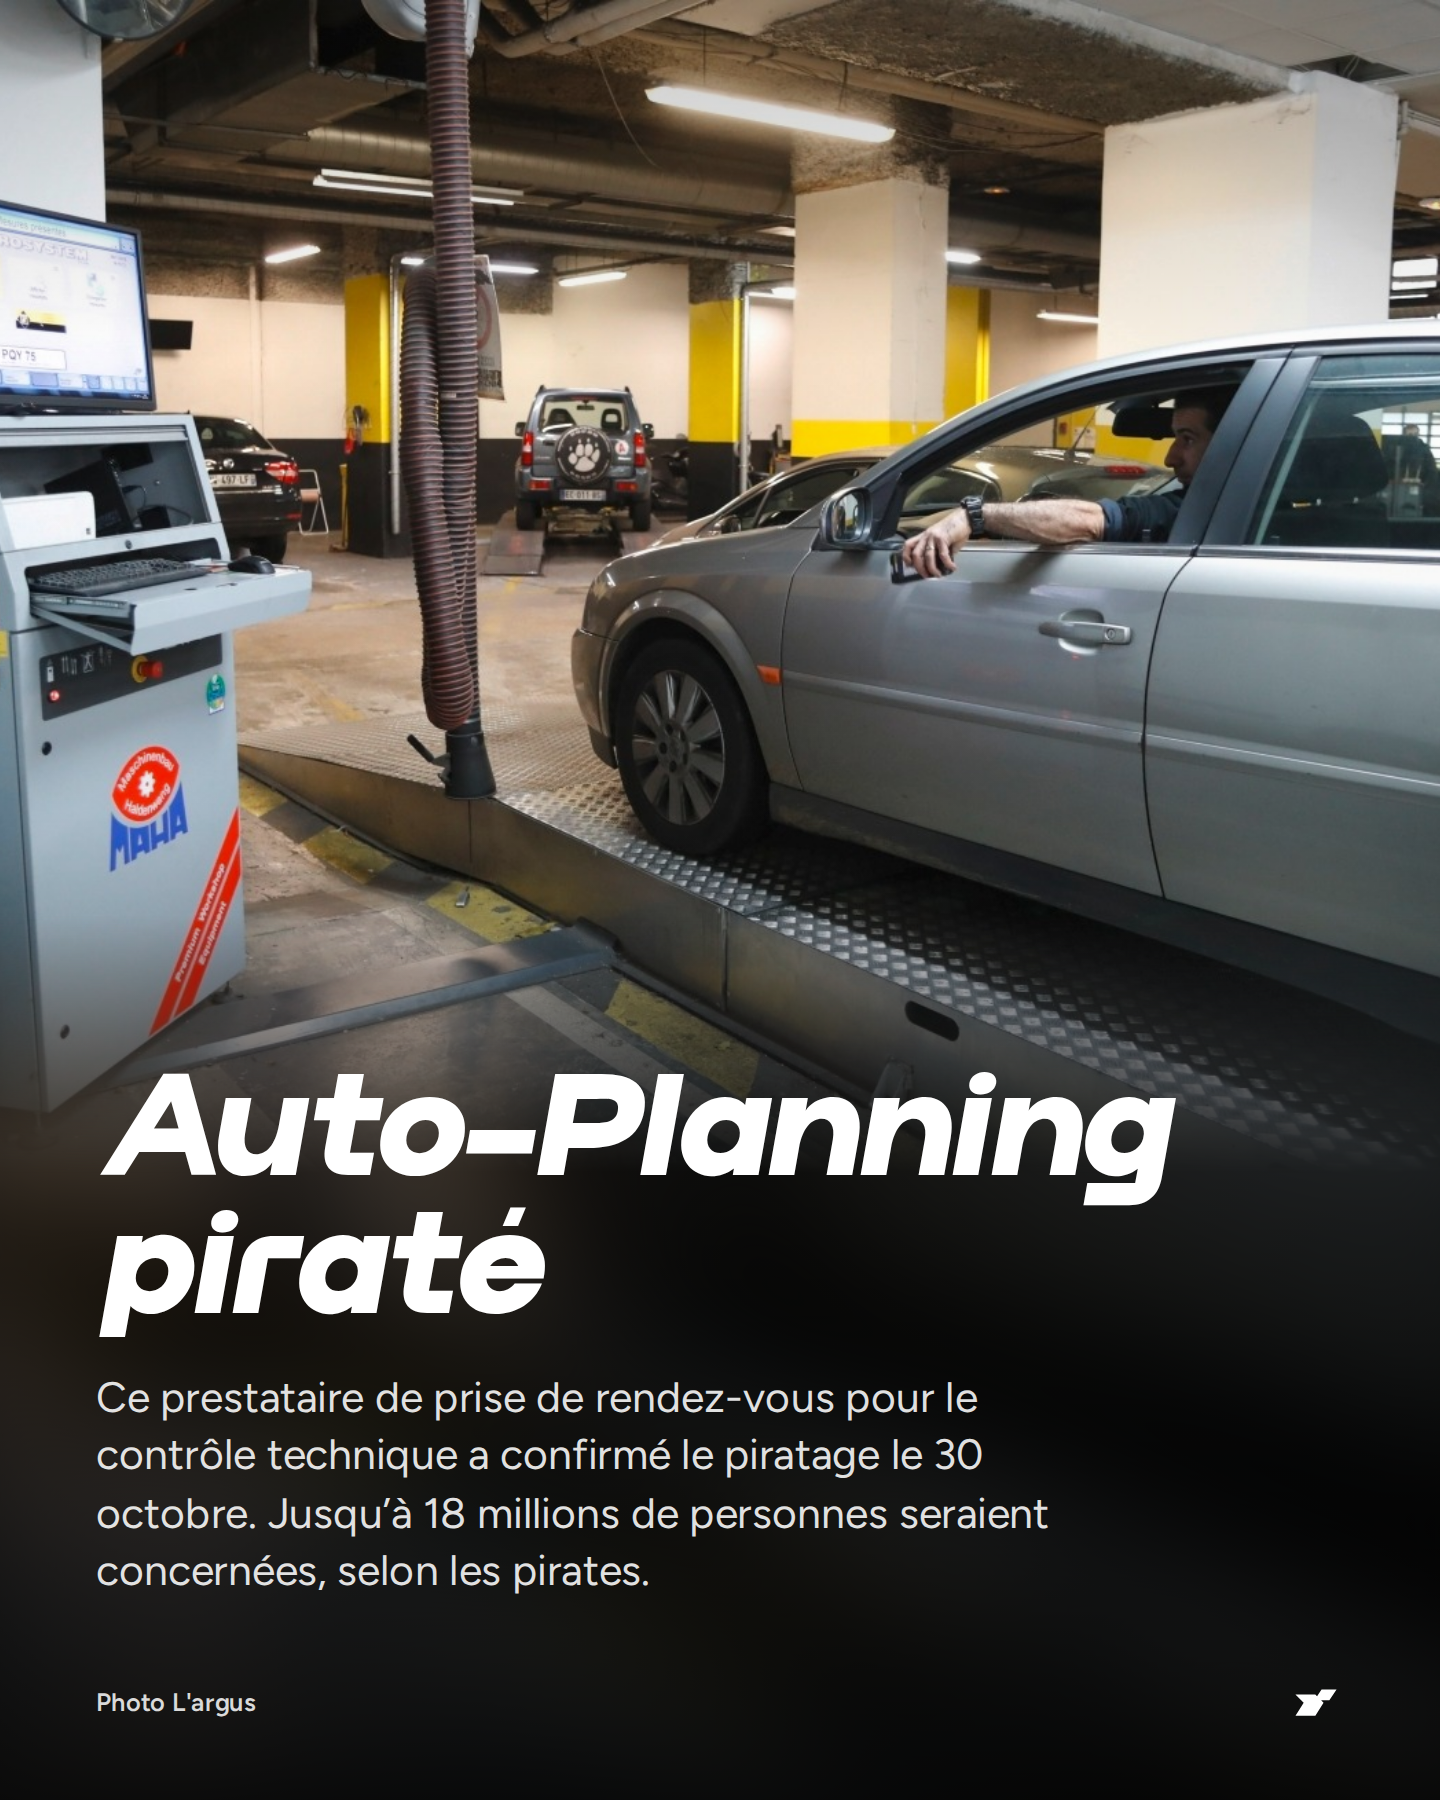 PQY 75
Maschinenbau
Haldenwang
MAHA
Premium Workshop
Equipment
Auto-Planning
piraté
Ce prestataire de prise de rendez-vous pour le
contrôle technique a confirmé le piratage le 30
octobre. Jusqu’à 18 millions de personnes seraient
concernées, selon les pirates.
Photo L'argus